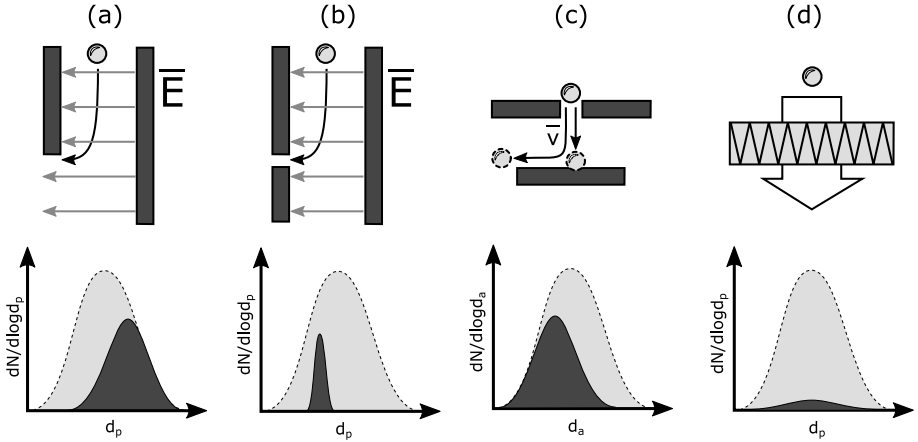 (a) (b) (c) (d)
E̅ E̅
v̅
dN/dlogdₚ dN/dlogdₚ dN/dlogdₐ dN/dlogdₚ
dₚ dₚ dₐ dₚ